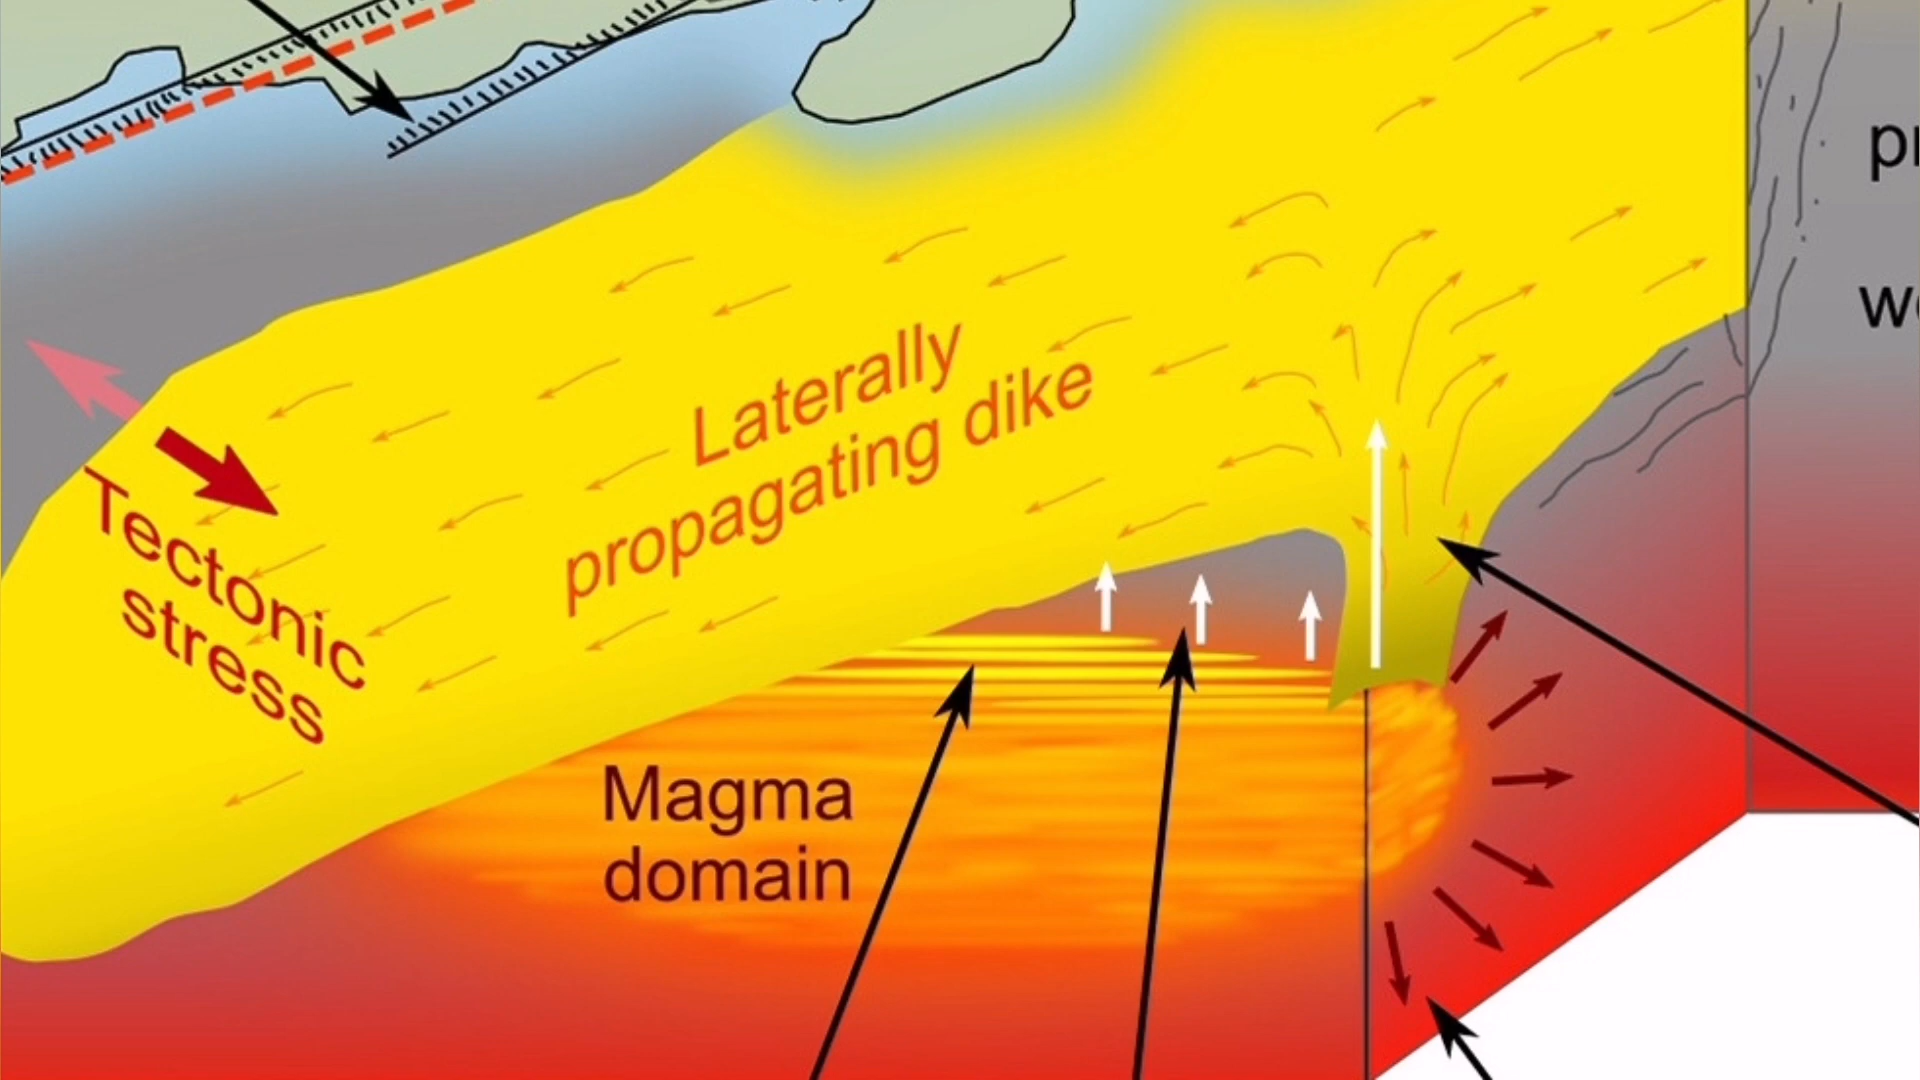 Laterally
propagating dike
Tectonic
stress
Magma
domain